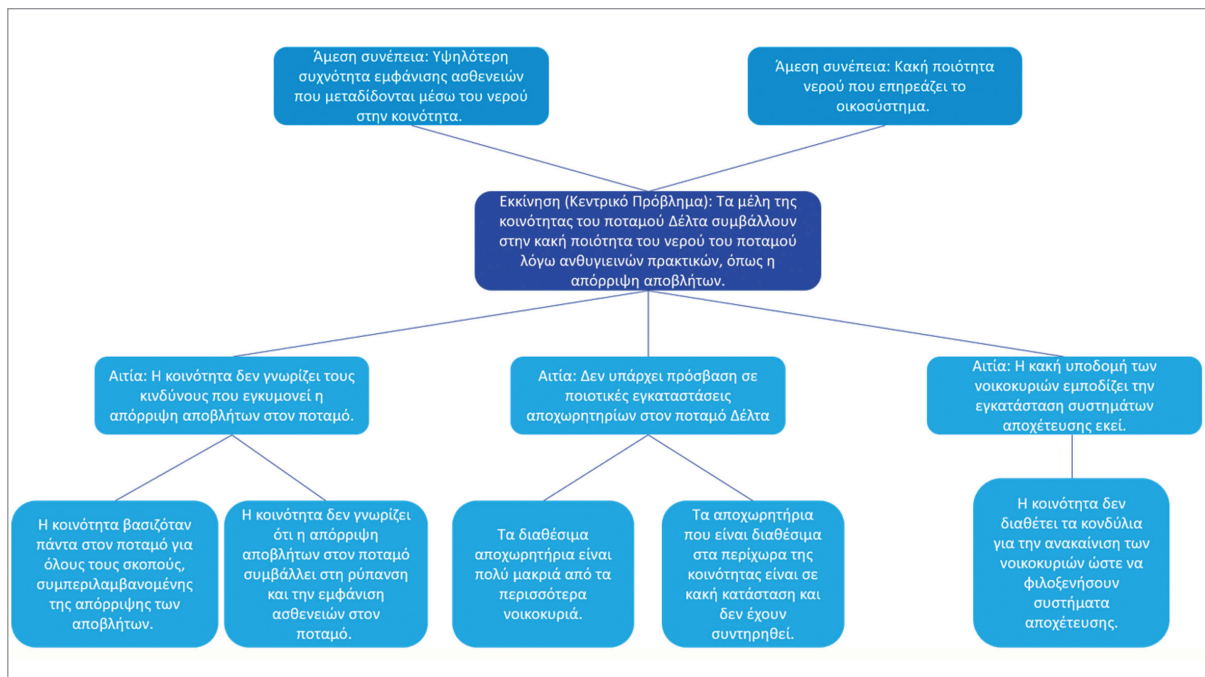 Άμεση συνέπεια: Υψηλότερη
συχνότητα εμφάνισης ασθενειών
που μεταδίδονται μέσω του νερού
στην κοινότητα.
Άμεση συνέπεια: Κακή ποιότητα
νερού που επηρεάζει το
οικοσύστημα.
Εκκίνηση (Κεντρικό Πρόβλημα): Τα μέλη της
κοινότητας του ποταμού Δέλτα συμβάλλουν
στην κακή ποιότητα του νερού του ποταμού
λόγω ανθυγιεινών πρακτικών, όπως η
απόρριψη αποβλήτων.
Αιτία: Η κοινότητα δεν γνωρίζει τους
κινδύνους που εγκυμονεί η
απόρριψη αποβλήτων στον ποταμό.
Αιτία: Δεν υπάρχει πρόσβαση σε
ποιοτικές εγκαταστάσεις
αποχωρητηρίων στον ποταμό Δέλτα
Αιτία: Η κακή υποδομή των
νοικοκυριών εμποδίζει την
εγκατάσταση συστημάτων
αποχέτευσης εκεί.
Η κοινότητα βασιζόταν
πάντα στον ποταμό για
όλους τους σκοπούς,
συμπεριλαμβανομένης
της απόρριψης των
αποβλήτων.
Η κοινότητα δεν γνωρίζει
ότι η απόρριψη
αποβλήτων στον ποταμό
συμβάλλει στη ρύπανση
και την εμφάνιση
ασθενειών στον
ποταμό.
Τα διαθέσιμα
αποχωρητήρια είναι
πολύ μακριά από τα
περισσότερα
νοικοκυριά.
Τα αποχωρητήρια
που είναι διαθέσιμα
στα περίχωρα της
κοινότητας είναι σε
κακή κατάσταση και
δεν έχουν
συντηρηθεί.
Η κοινότητα δεν
διαθέτει τα κονδύλια
για την ανακαίνιση των
νοικοκυριών ώστε να
φιλοξενήσουν
συστήματα
αποχέτευσης.